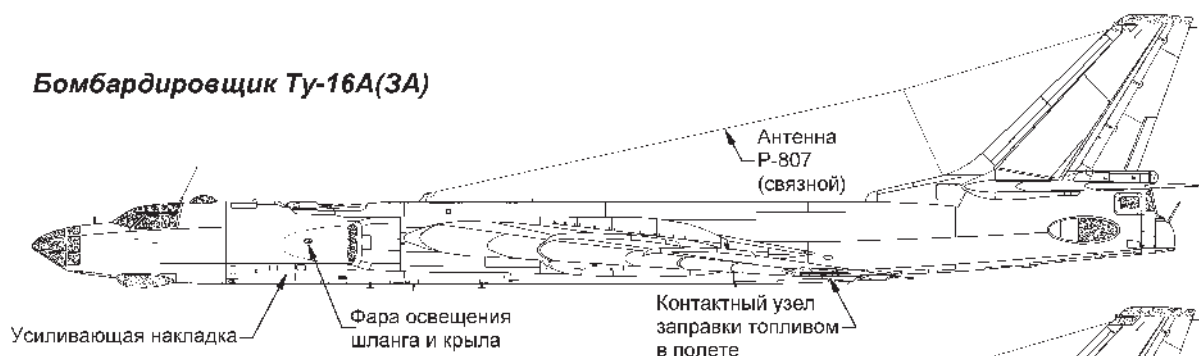 Бомбардировщик Ту-16А(ЗА)
Антенна
Р-807
(связной)
Усиливающая накладка
Фара освещения
шланга и крыла
Контактный узел
заправки топливом
в полете